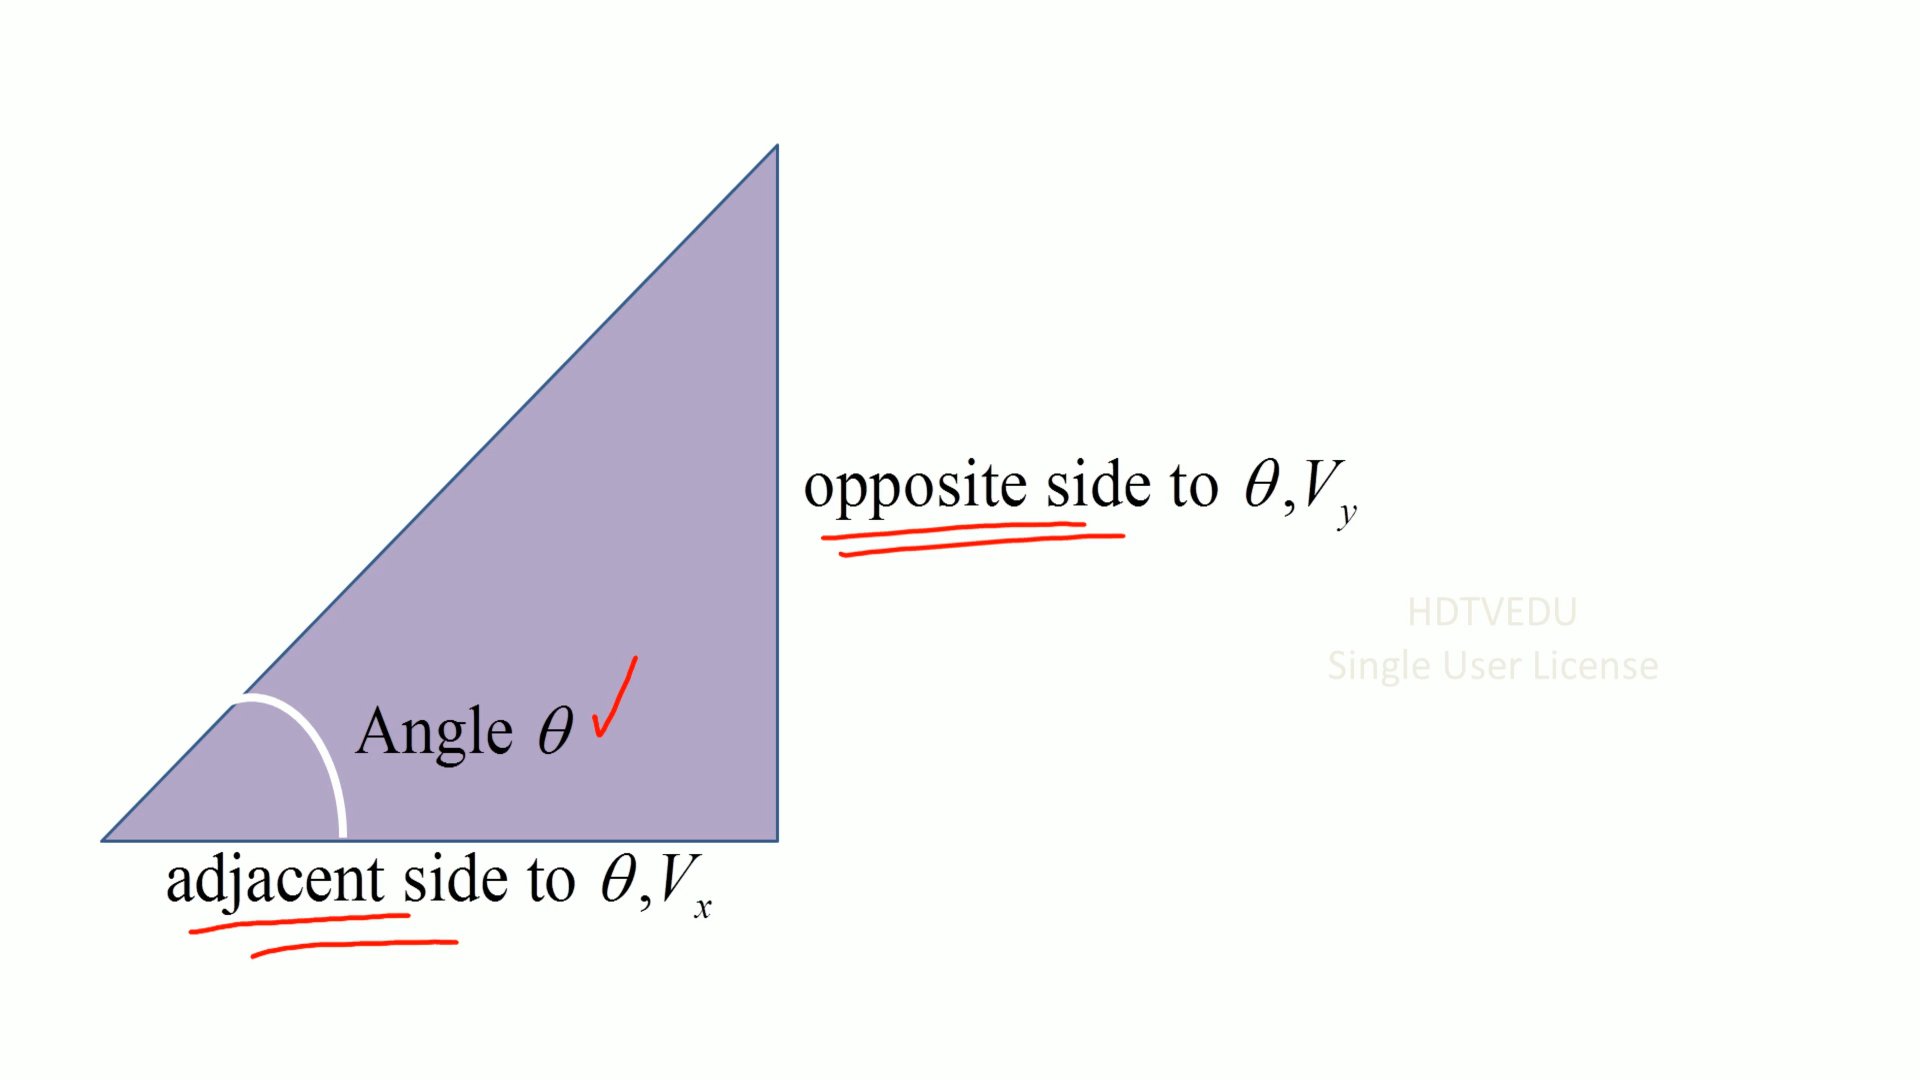 opposite side to θ, Vy
HDTVEDU
Single User License
Angle θ
adjacent side to θ, Vx